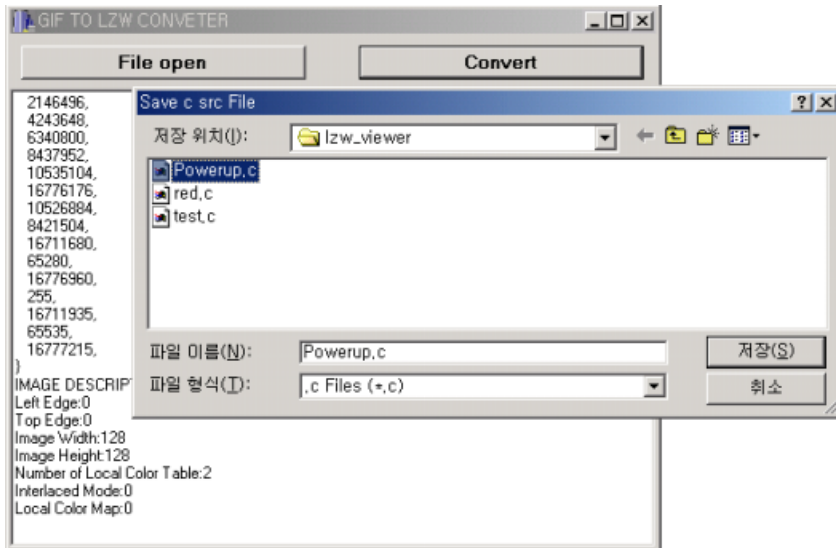 GIF TO LZW CONVETER
File open
Convert
2146496,
4243648,
6340800,
8437952,
10535104,
16776176,
10526884,
8421504,
16711680,
65280,
16776960,
255,
16711935,
65535,
16777215,
}
IMAGE DESCRIPT
Left Edge:0
Top Edge:0
Image Width:128
Image Height:128
Number of Local Color Table:2
Interlaced Mode:0
Local Color Map:0
Save c src File
저장 위치(I):
lzw_viewer
Powerup,c
red,c
test,c
파일 이름(N):
Powerup,c
저장(S)
파일 형식(T):
,c Files (*,c)
취소